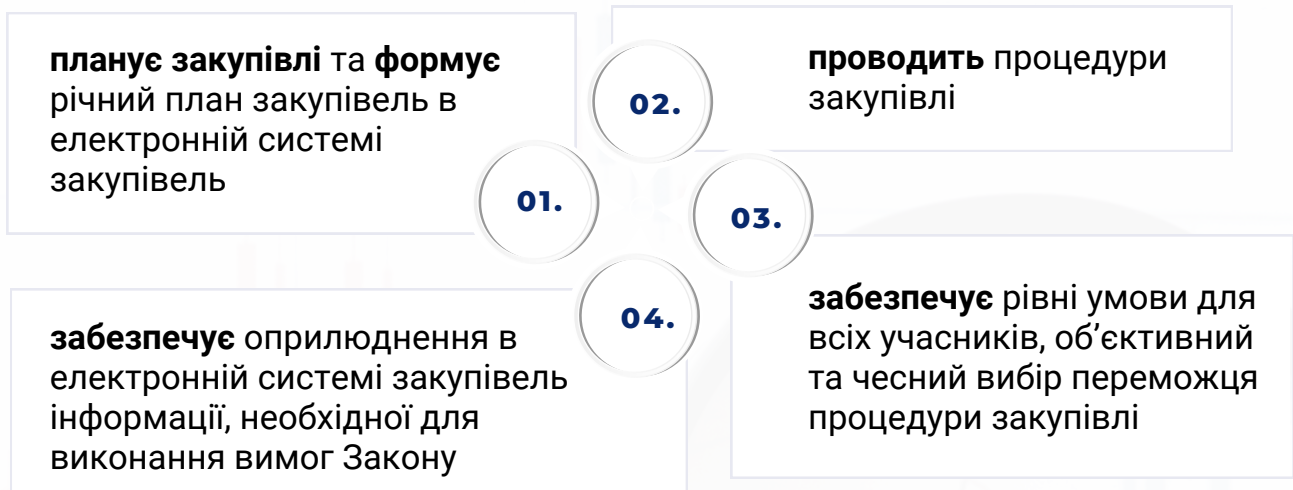 01.
планує закупівлі та формує
річний план закупівель в
електронній системі
закупівель
02.
проводить процедури
закупівлі
03.
забезпечує рівні умови для
всіх учасників, об’єктивний
та чесний вибір переможця
процедури закупівлі
04.
забезпечує оприлюднення в
електронній системі закупівель
інформації, необхідної для
виконання вимог Закону